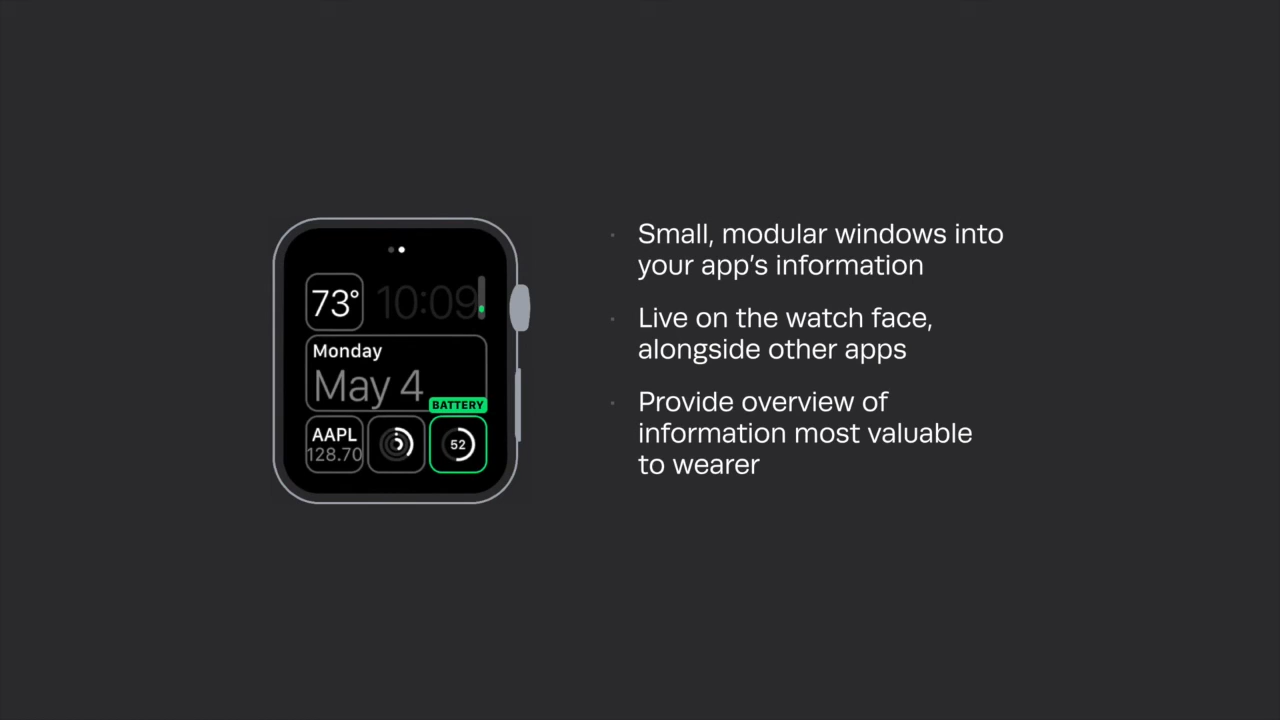 73°
10:09
Monday
May 4
BATTERY
AAPL
128.70
52
Small, modular windows into
your app's information
Live on the watch face,
alongside other apps
Provide overview of
information most valuable
to wearer